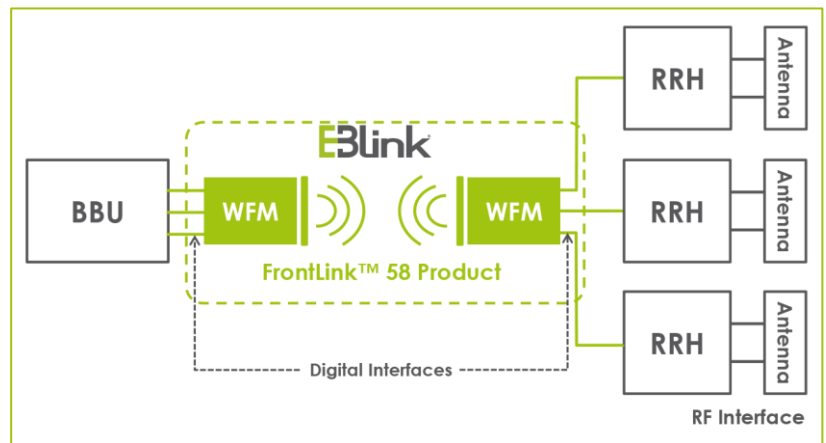 EBlink
BBU
WFM
WFM
FrontLink™ 58 Product
Digital Interfaces
RRH
Antenna
RRH
Antenna
RRH
Antenna
RF Interface